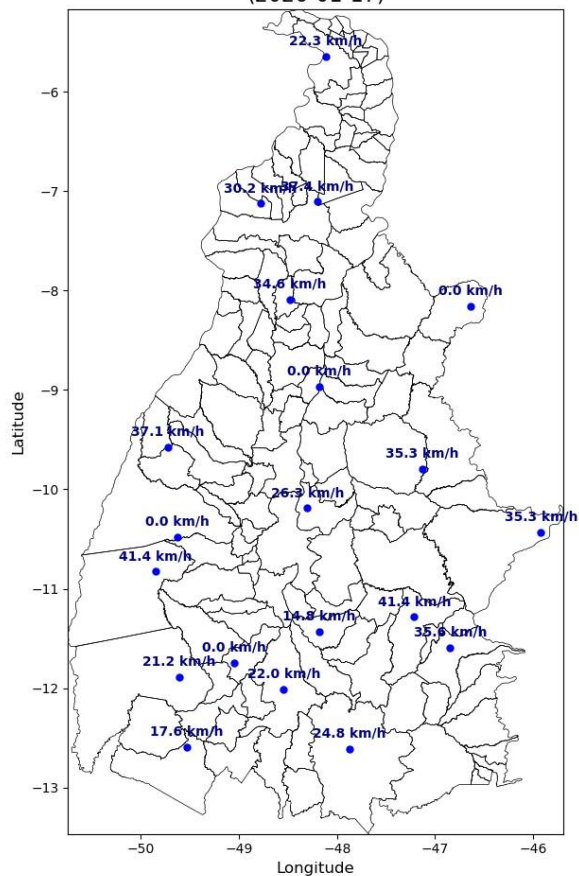 22.3 km/h
−6
30.2 km/h
−7
34.6 km/h
−8
0.0 km/h
0.0 km/h
−9
37.1 km/h
35.3 km/h
−10
26.3 km/h
0.0 km/h
35.3 km/h
41.4 km/h
−11
14.8 km/h
41.4 km/h
35.6 km/h
0.0 km/h
21.2 km/h
22.0 km/h
−12
17.6 km/h
24.8 km/h
−13
−50
−49
−48
−47
−46
Longitude
Latitude